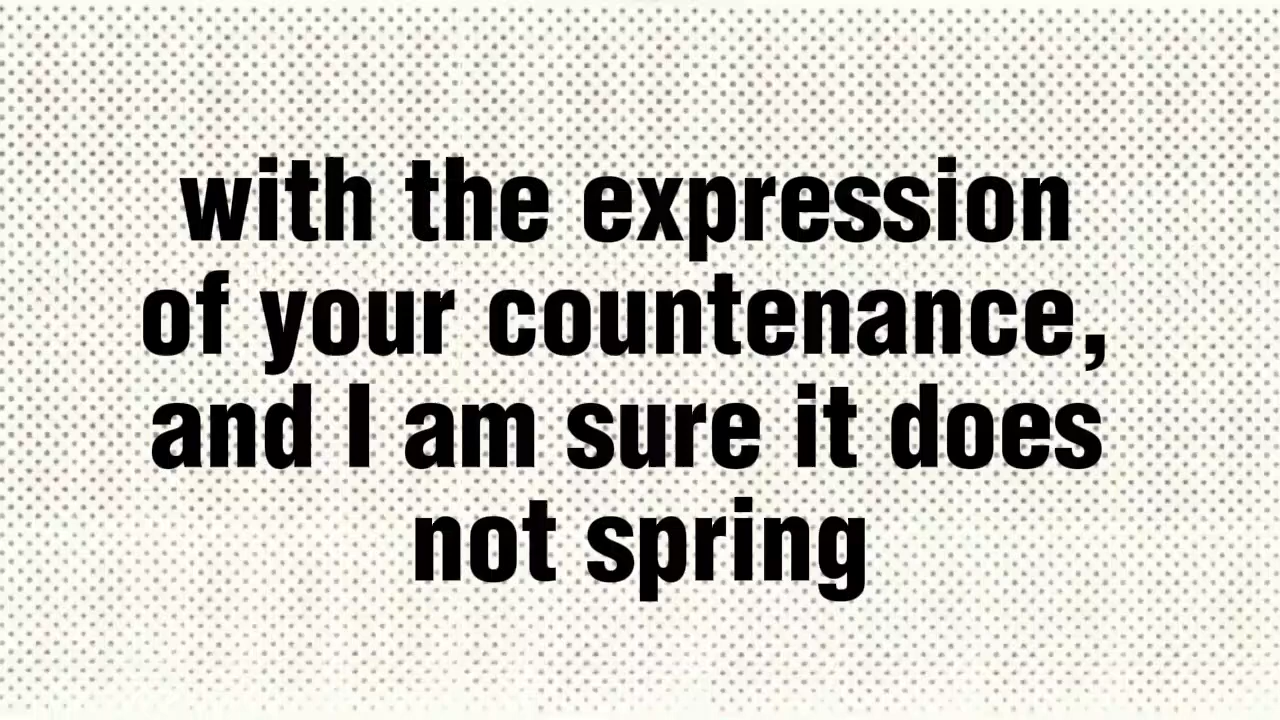 with the expression
of your countenance,
and I am sure it does
not spring